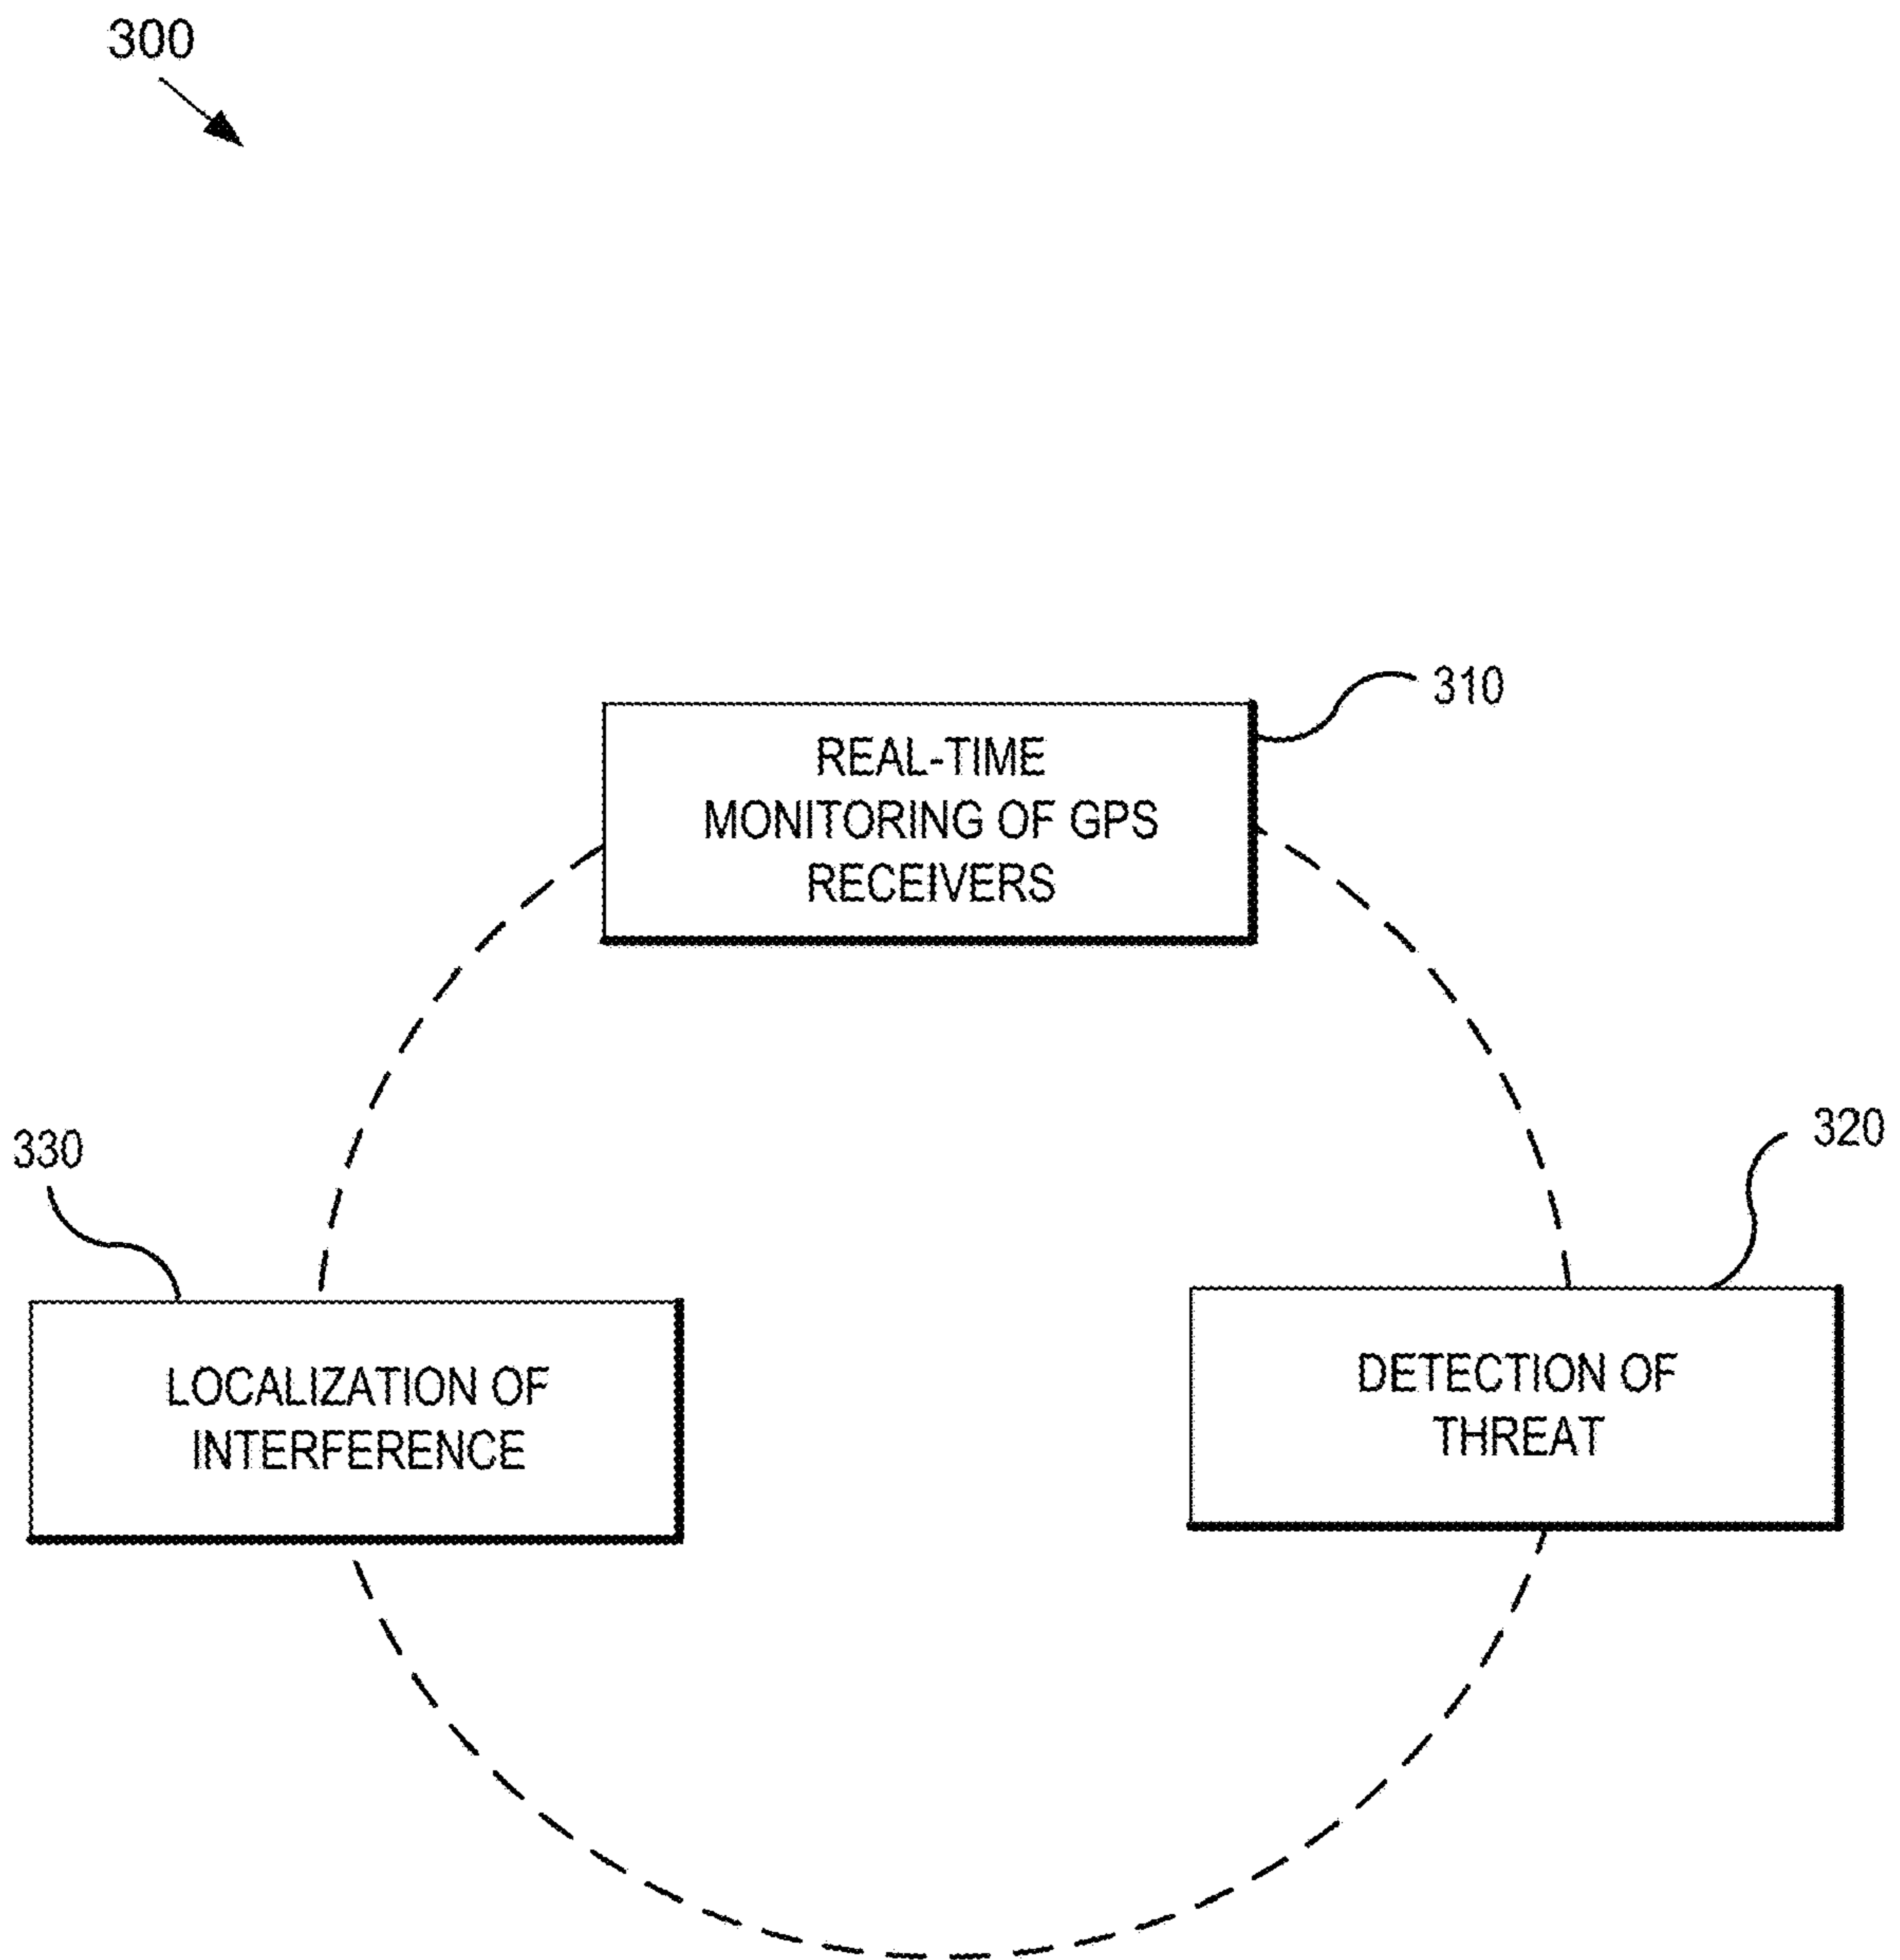 300
310
REAL-TIME
MONITORING OF GPS
RECEIVERS
320
330
DETECTION OF
THREAT
LOCALIZATION OF
INTERFERENCE